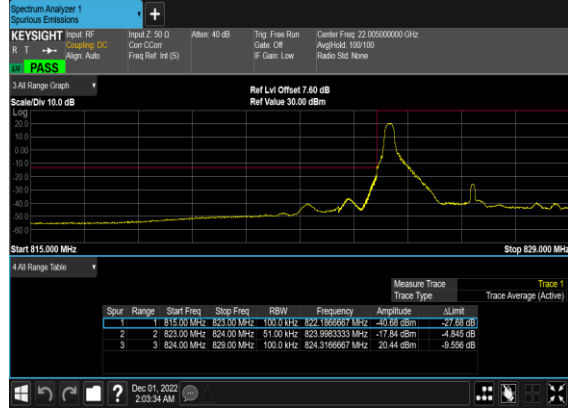 Spectrum Analyzer 1
Spurious Emissions
KEYSIGHT Input: RF Input Z: 50 Ω Atten: 40 dB Trig: Free Run Center Freq: 22.005000000 GHz
R T Coupling: DC Corr CCorr Gate: Off Avg|Hold: 100/100
Align: Auto Freq Ref: Int (S) IF Gain: Low Radio Std: None
PASS
3 All Range Graph
Ref Lvl Offset 7.60 dB
Scale/Div 10.0 dB Ref Value 30.00 dBm
Log
20.0
10.0
0.00
-10.0
-20.0
-30.0
-40.0
-50.0
-60.0
Start 815.000 MHz Stop 829.000 MHz
4 All Range Table
Measure Trace Trace 1
Trace Type Trace Average (Active)
Spur Range Start Freq Stop Freq RBW Frequency Amplitude ΔLimit
1 1 815.00 MHz 823.00 MHz 100.0 kHz 822.1866667 MHz -40.68 dBm -27.68 dB
2 2 823.00 MHz 824.00 MHz 51.00 kHz 823.9983333 MHz -17.84 dBm -4.845 dB
3 3 824.00 MHz 829.00 MHz 100.0 kHz 824.3166667 MHz 20.44 dBm -9.556 dB
Dec 01, 2022
2:03:34 AM